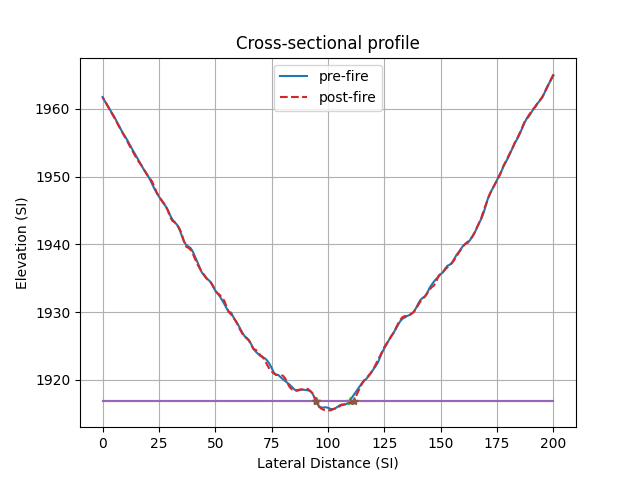 Cross-sectional profile
pre-fire
post-fire
1960
1950
1940
1930
1920
Elevation (SI)
0 25 50 75 100 125 150 175 200
Lateral Distance (SI)